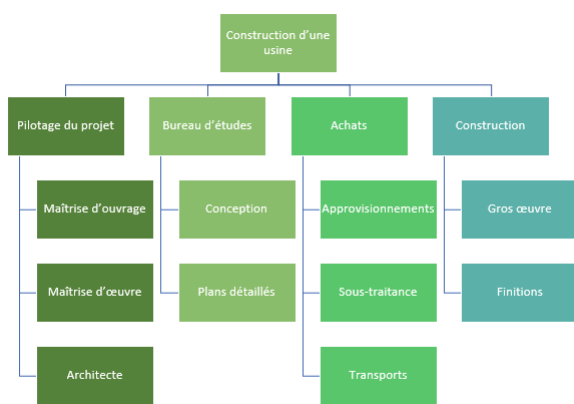 Construction d'une
usine
Pilotage du projet
Bureau d'études
Achats
Construction
Maîtrise d'ouvrage
Conception
Approvisionnements
Gros œuvre
Maîtrise d'œuvre
Plans détaillés
Sous-traitance
Finitions
Architecte
Transports